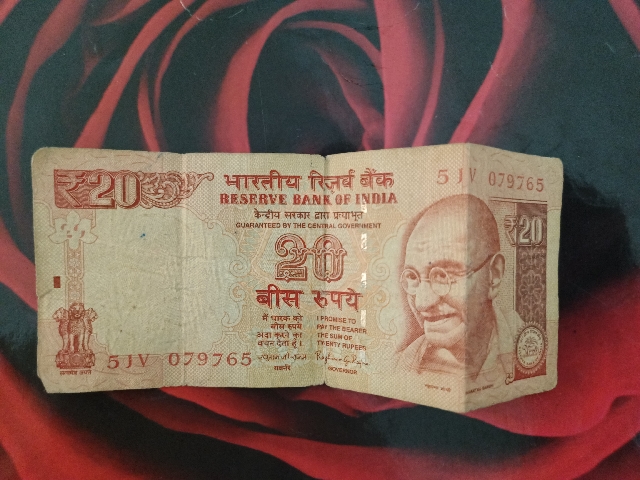 ₹20
भारतीय रिज़र्व बैंक
RESERVE BANK OF INDIA
केन्द्रीय सरकार द्वारा प्रत्याभूत
GUARANTEED BY THE CENTRAL GOVERNMENT
5JV 079765
₹20
20
बीस रुपये
मैं धारक को
बीस रुपये
अदा करने का
वचन देता हूँ।
I PROMISE TO
PAY THE BEARER
THE SUM OF
TWENTY RUPEES
5JV 079765
गवर्नर
GOVERNOR
सत्यमेव जयते